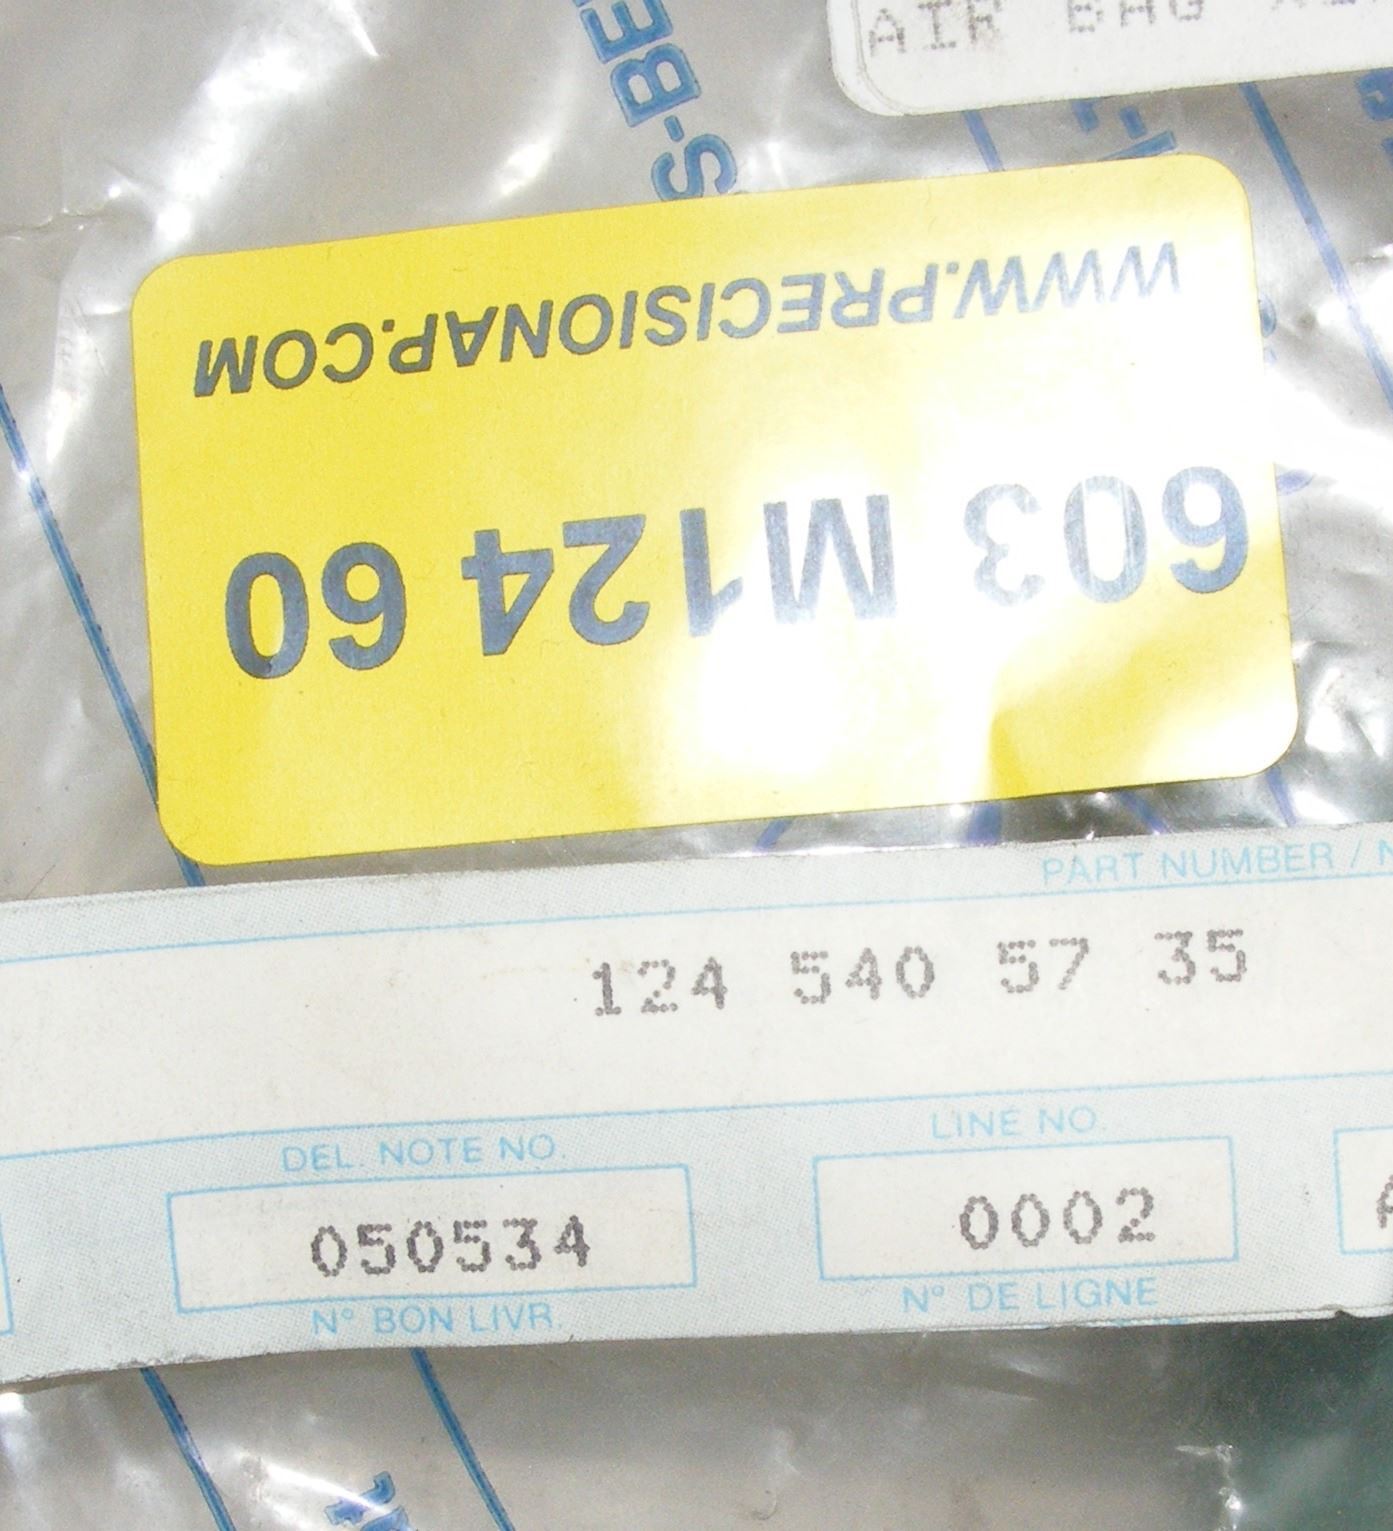 AIR BAG
603 M124 60
WWW.PRECISIONAP.COM
PART NUMBER /
124 540 57 35
DEL. NOTE NO.
LINE NO.
050534
0002
N° BON LIVR.
N° DE LIGNE